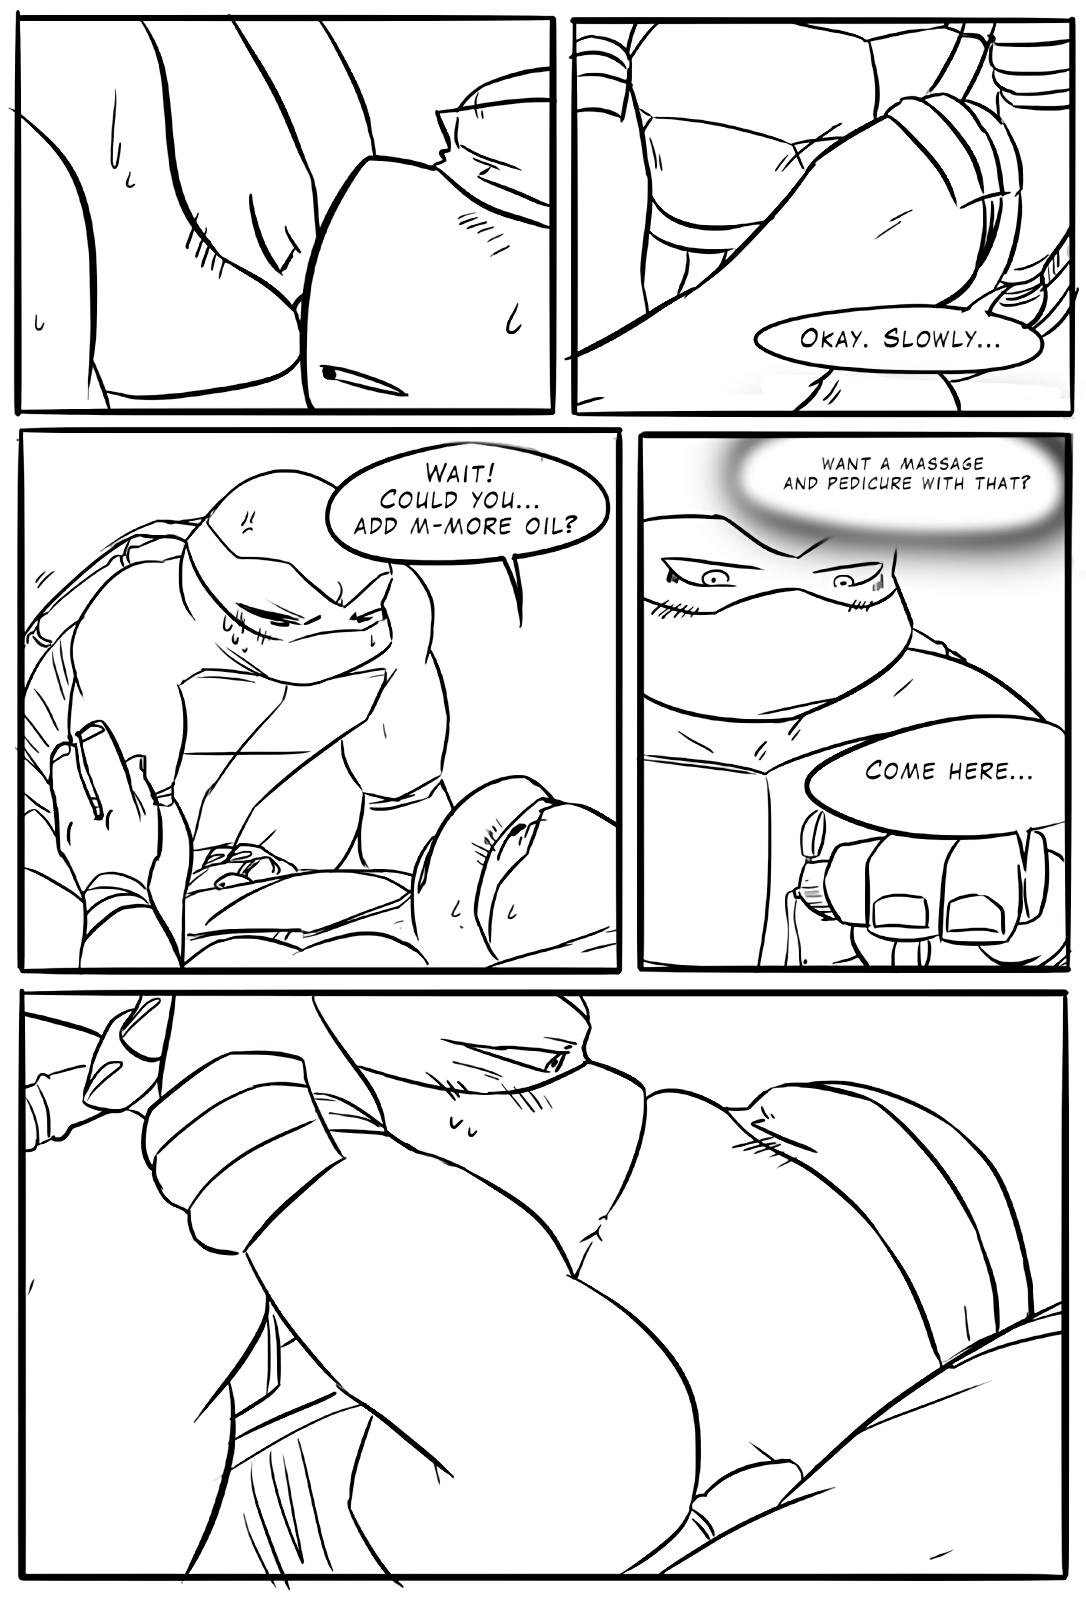 OKAY. SLOWLY...
WAIT!
COULD YOU...
ADD M-MORE OIL?
WANT A MASSAGE
AND PEDICURE WITH THAT?
COME HERE...